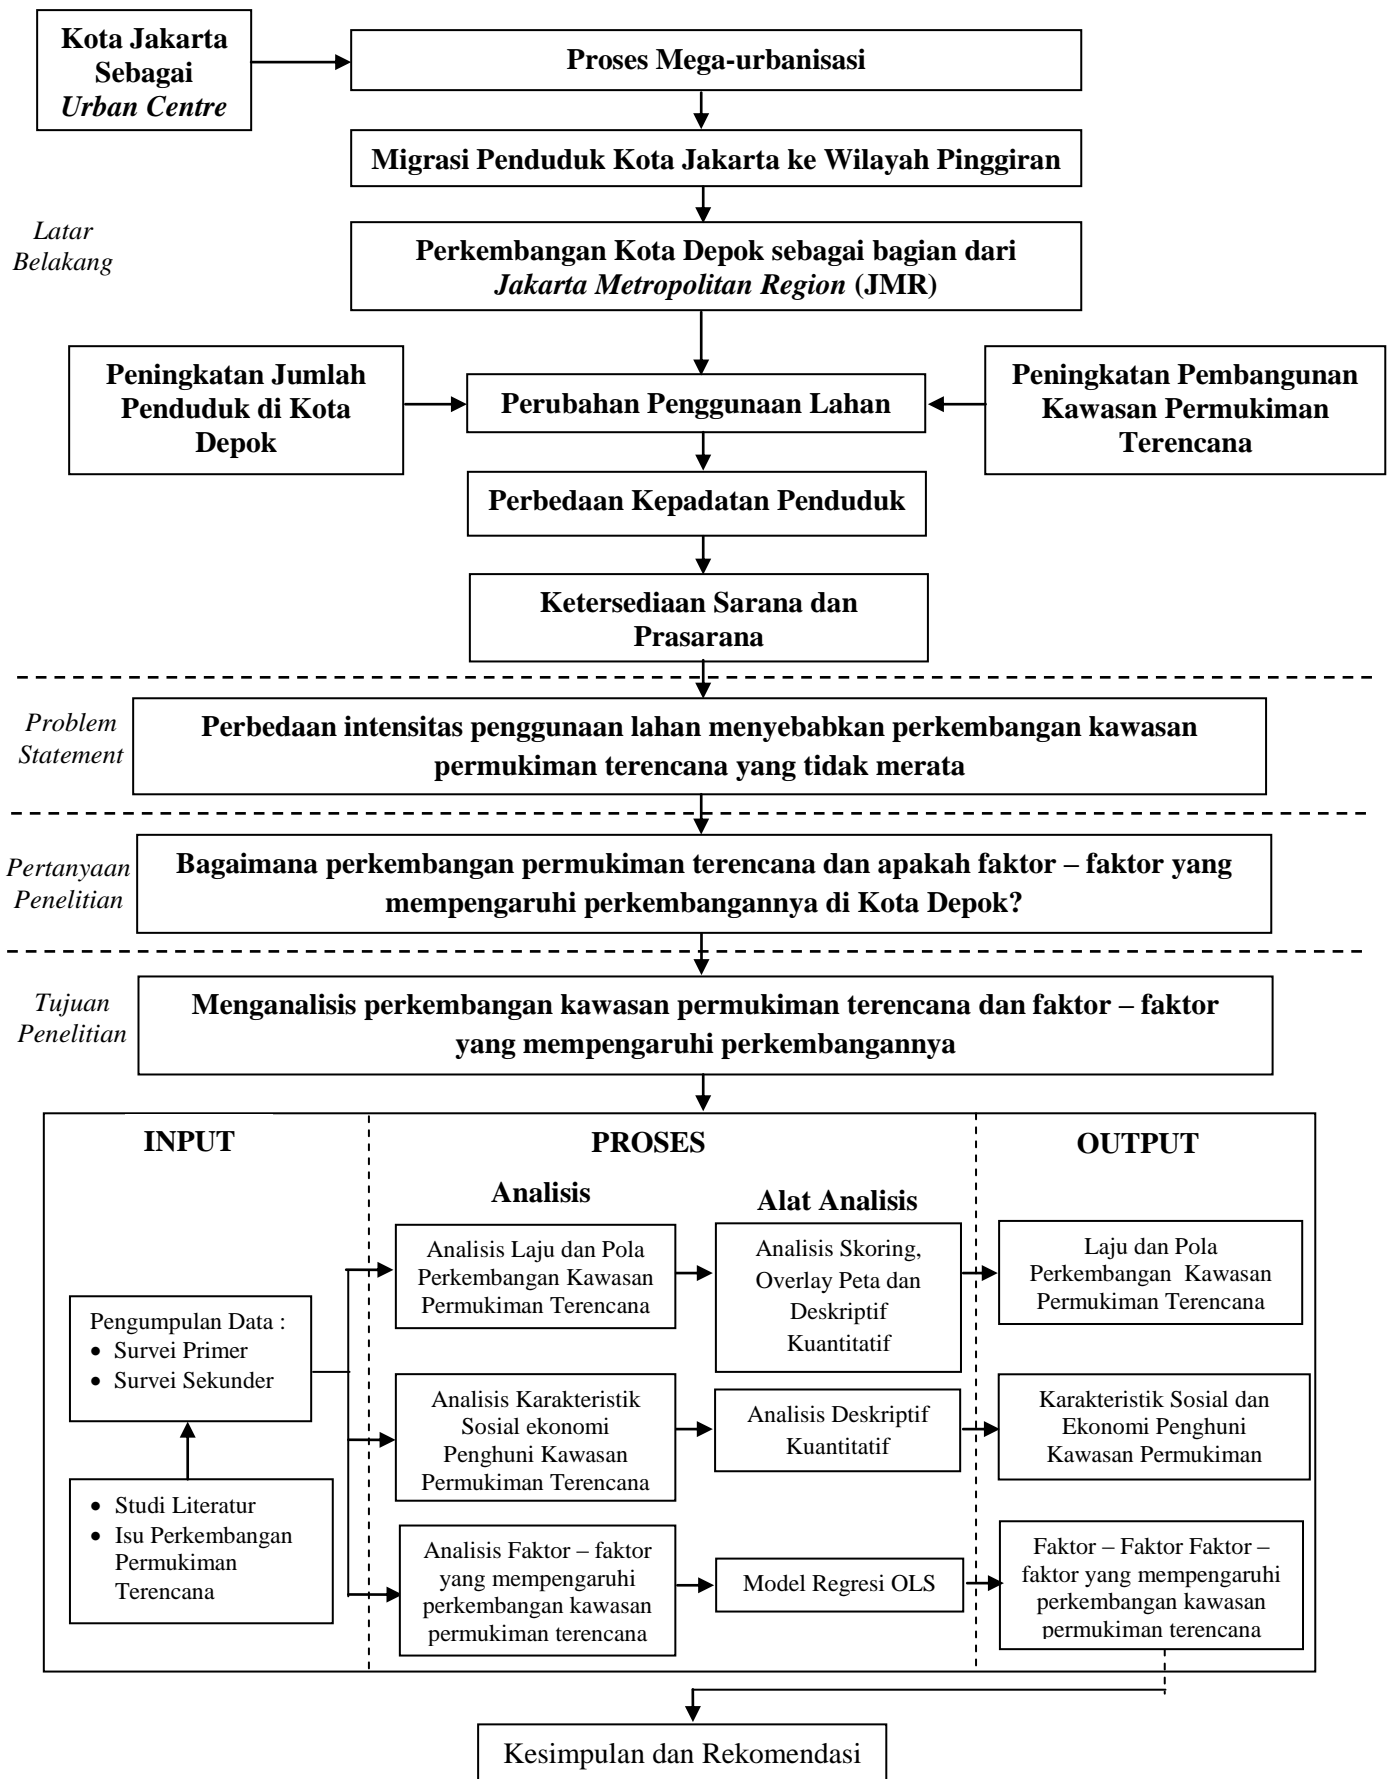 Kota Jakarta
Sebagai
Urban Centre
Proses Mega-urbanisasi
Migrasi Penduduk Kota Jakarta ke Wilayah Pinggiran
Latar
Belakang
Perkembangan Kota Depok sebagai bagian dari
Jakarta Metropolitan Region (JMR)
Peningkatan Jumlah
Penduduk di Kota
Depok
Perubahan Penggunaan Lahan
Peningkatan Pembangunan
Kawasan Permukiman
Terencana
Perbedaan Kepadatan Penduduk
Ketersediaan Sarana dan
Prasarana
Problem
Statement
Perbedaan intensitas penggunaan lahan menyebabkan perkembangan kawasan
permukiman terencana yang tidak merata
Pertanyaan
Penelitian
Bagaimana perkembangan permukiman terencana dan apakah faktor – faktor yang
mempengaruhi perkembangannya di Kota Depok?
Tujuan
Penelitian
Menganalisis perkembangan kawasan permukiman terencana dan faktor – faktor
yang mempengaruhi perkembangannya
INPUT
PROSES
OUTPUT
Analisis
Alat Analisis
Pengumpulan Data :
• Survei Primer
• Survei Sekunder
• Studi Literatur
• Isu Perkembangan
Permukiman
Terencana
Analisis Laju dan Pola
Perkembangan Kawasan
Permukiman Terencana
Analisis Skoring,
Overlay Peta dan
Deskriptif
Kuantitatif
Laju dan Pola
Perkembangan Kawasan
Permukiman Terencana
Analisis Karakteristik
Sosial ekonomi
Penghuni Kawasan
Permukiman Terencana
Analisis Deskriptif
Kuantitatif
Karakteristik Sosial dan
Ekonomi Penghuni
Kawasan Permukiman
Analisis Faktor – faktor
yang mempengaruhi
perkembangan kawasan
permukiman terencana
Model Regresi OLS
Faktor – Faktor Faktor –
faktor yang mempengaruhi
perkembangan kawasan
permukiman terencana
Kesimpulan dan Rekomendasi